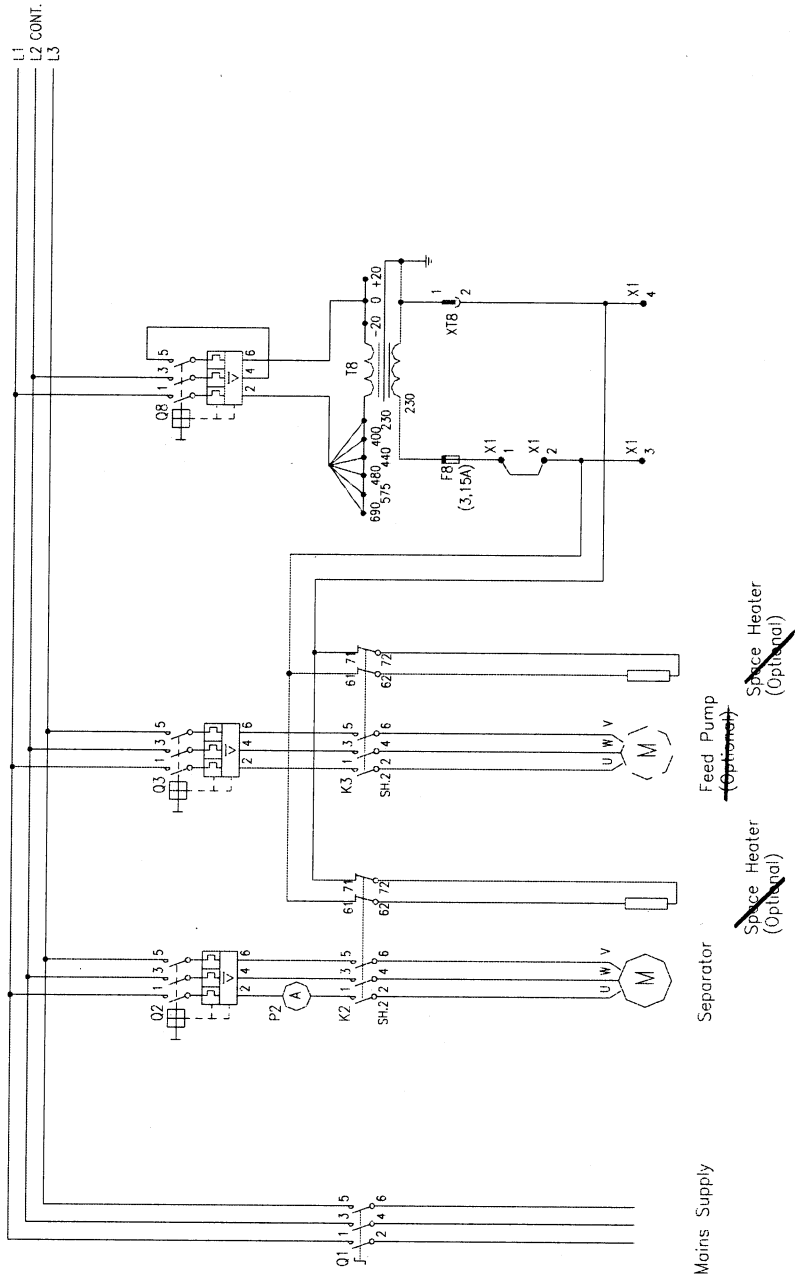 L1
L2 CONT.
L3
Q8
1 3 5
I>
2 4 6
T8
-20 0 +20
690 575 480 440 400 230
230
F8
(3,15A)
X1
1
X1
2
X1
3
XT8
1
2
X1
4
Q3
1 3 5
I>
2 4 6
K3
1 3 5
SH.2
2 4 6
61 71
62 72
U W V
M
Feed Pump
(Optional)
Space Heater
(Optional)
Q2
1 3 5
I>
2 4 6
P2
A
K2
1 3 5
SH.2
2 4 6
61 71
62 72
U W V
M
Separator
Space Heater
(Optional)
Q1
1 3 5
2 4 6
Mains Supply